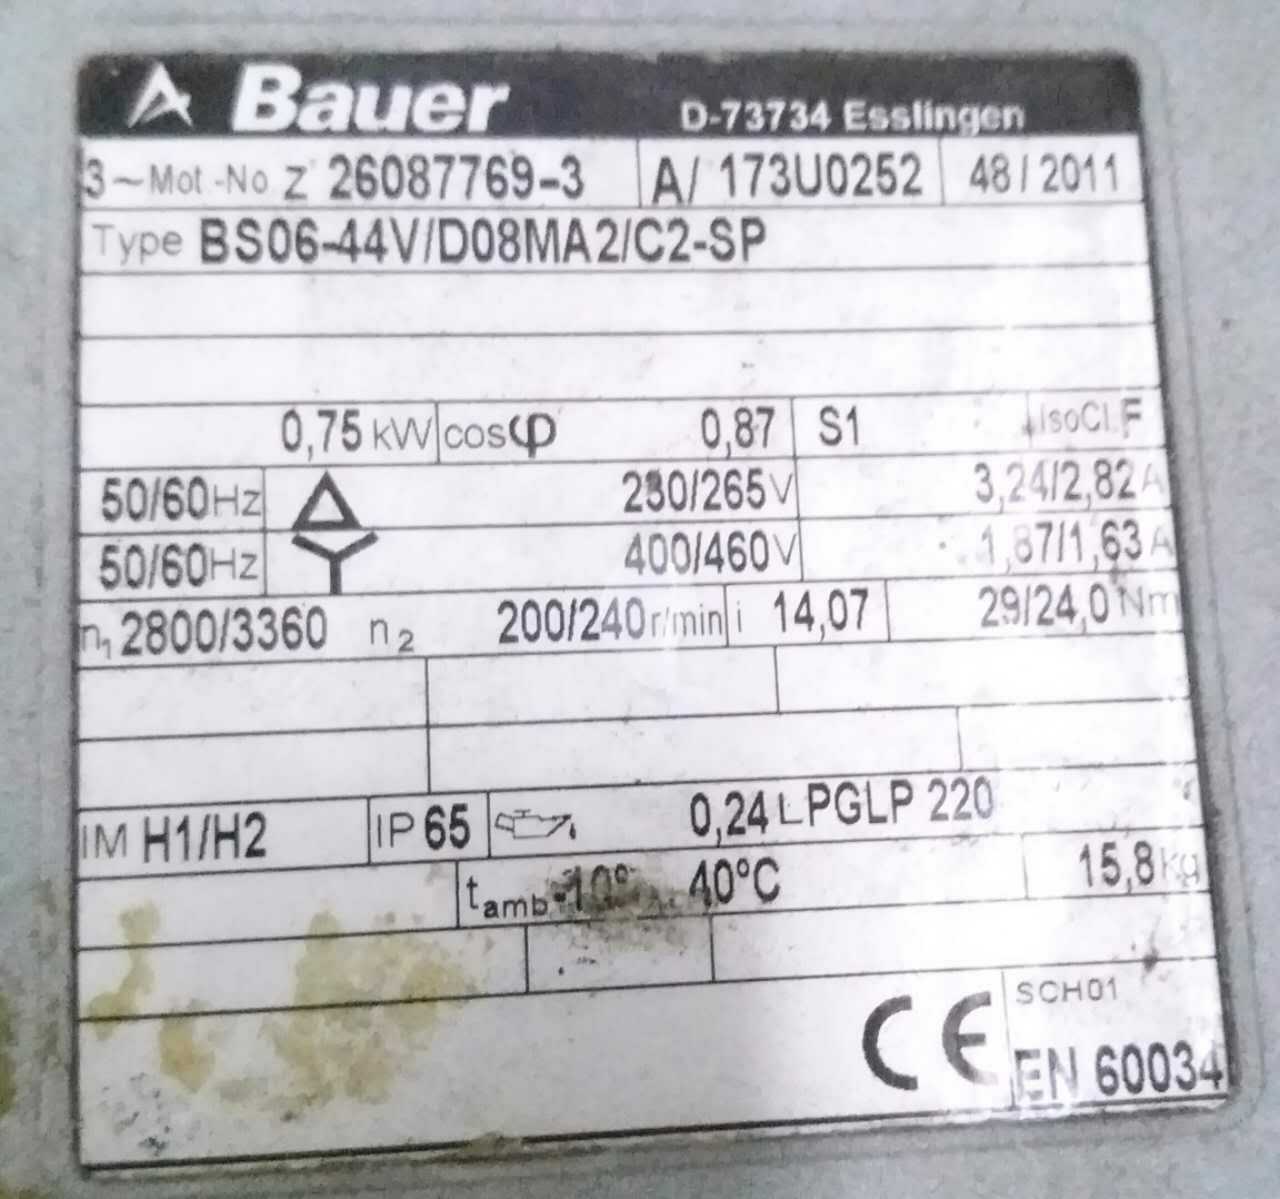 Bauer D-73734 Esslingen
3~Mot.-No Z 26087769-3 A/ 173U0252 48/2011
Type BS06-44V/D08MA2/C2-SP
0,75 kW cosφ 0,87 S1 IsoCl.F
50/60Hz Δ 230/265V 3,24/2,82A
50/60Hz Y 400/460V 1,87/1,63A
n1 2800/3360 n2 200/240r/min i 14,07 29/24,0Nm
IM H1/H2 IP 65 0,24 L PGLP 220
tamb -10° .. 40°C 15,8kg
SCH01
CE EN 60034